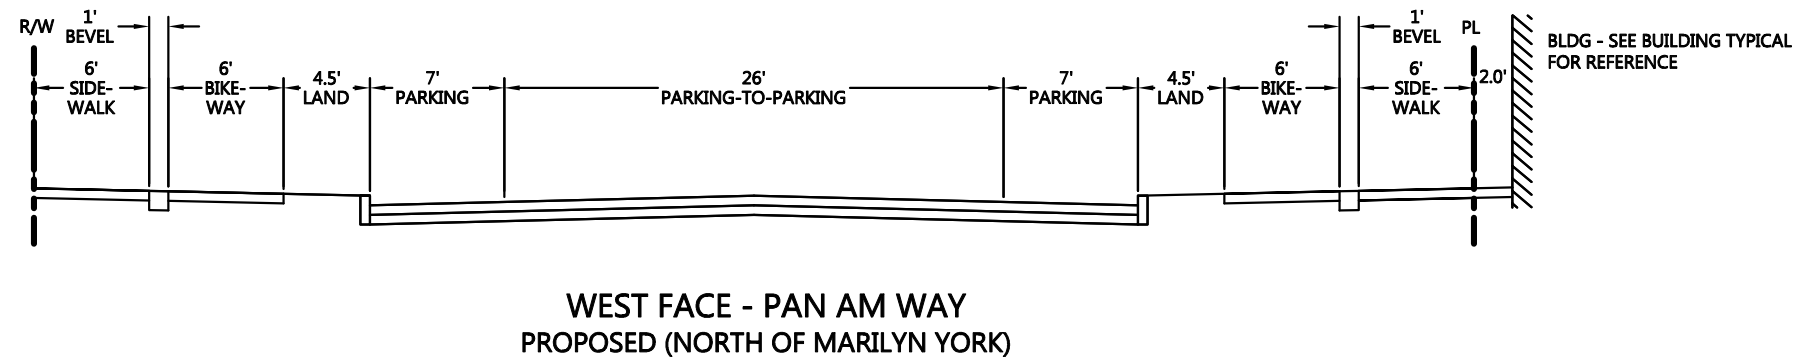 R/W
1'
BEVEL
6'
SIDE-
WALK
6'
BIKE-
WAY
4.5'
LAND
7'
PARKING
26'
PARKING-TO-PARKING
7'
PARKING
4.5'
LAND
6'
BIKE-
WAY
1'
BEVEL
6'
SIDE-
WALK
PL
2.0'
BLDG - SEE BUILDING TYPICAL
FOR REFERENCE
WEST FACE - PAN AM WAY
PROPOSED (NORTH OF MARILYN YORK)